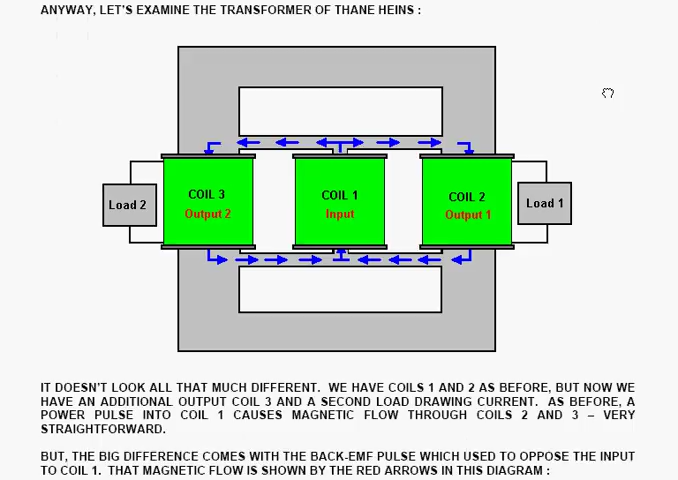 ANYWAY, LET'S EXAMINE THE TRANSFORMER OF THANE HEINS :
COIL 3
Output 2
COIL 1
Input
COIL 2
Output 1
Load 2
Load 1
IT DOESN'T LOOK ALL THAT MUCH DIFFERENT. WE HAVE COILS 1 AND 2 AS BEFORE, BUT NOW WE
HAVE AN ADDITIONAL OUTPUT COIL 3 AND A SECOND LOAD DRAWING CURRENT. AS BEFORE, A
POWER PULSE INTO COIL 1 CAUSES MAGNETIC FLOW THROUGH COILS 2 AND 3 – VERY
STRAIGHTFORWARD.
BUT, THE BIG DIFFERENCE COMES WITH THE BACK-EMF PULSE WHICH USED TO OPPOSE THE INPUT
TO COIL 1. THAT MAGNETIC FLOW IS SHOWN BY THE RED ARROWS IN THIS DIAGRAM :